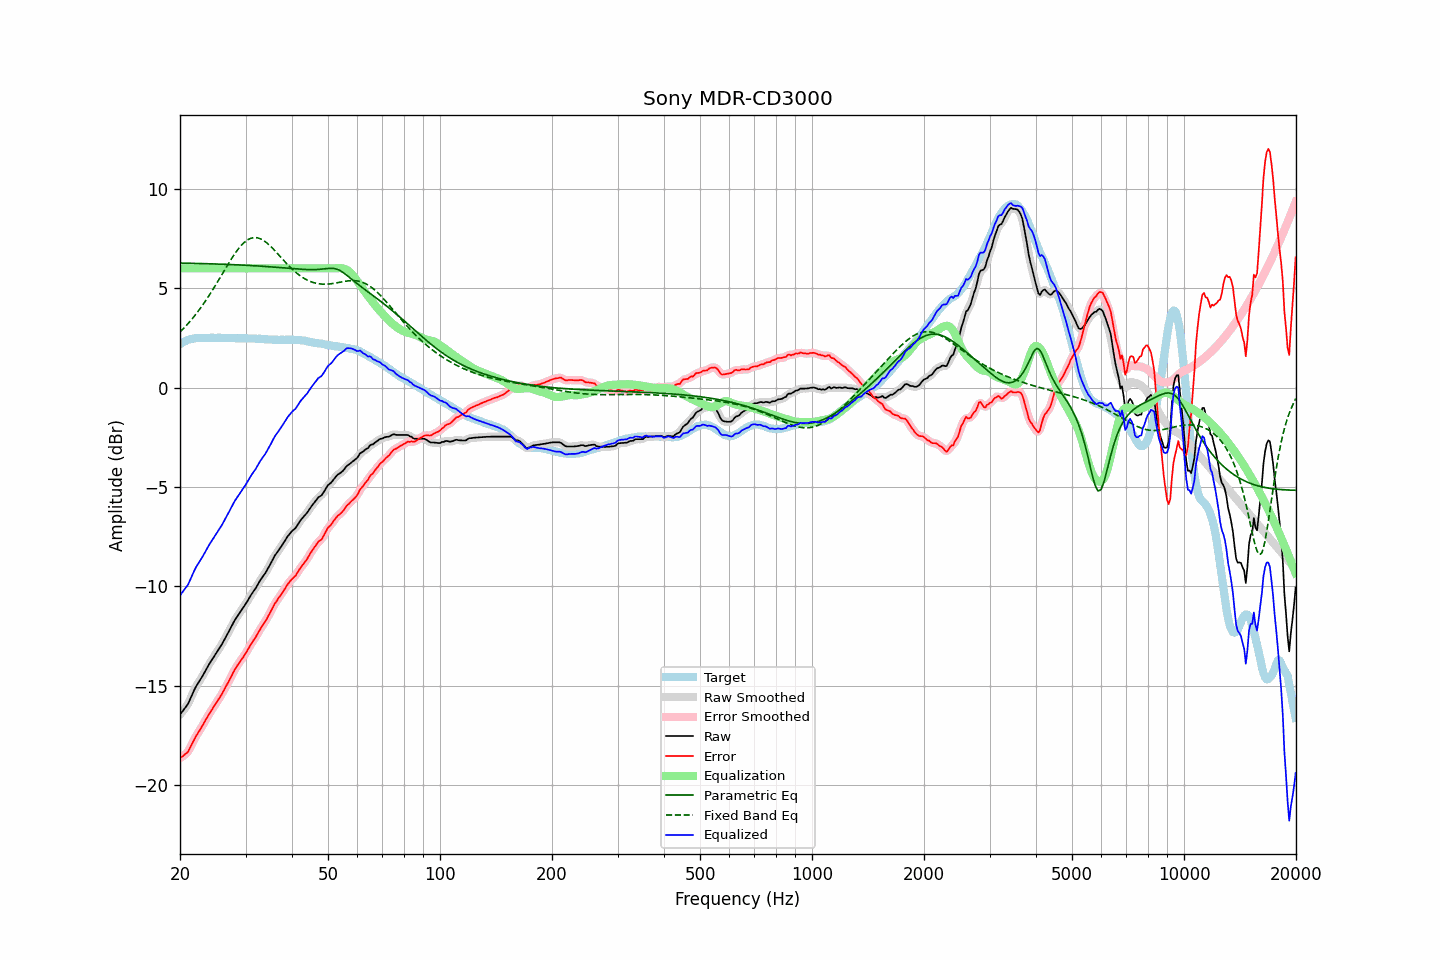 Sony MDR-CD3000
Amplitude (dBr)
10
5
0
−5
−10
−15
−20
Target
Raw Smoothed
Error Smoothed
Raw
Error
Equalization
Parametric Eq
Fixed Band Eq
Equalized
20
50
100
200
500
1000
2000
5000
10000
20000
Frequency (Hz)